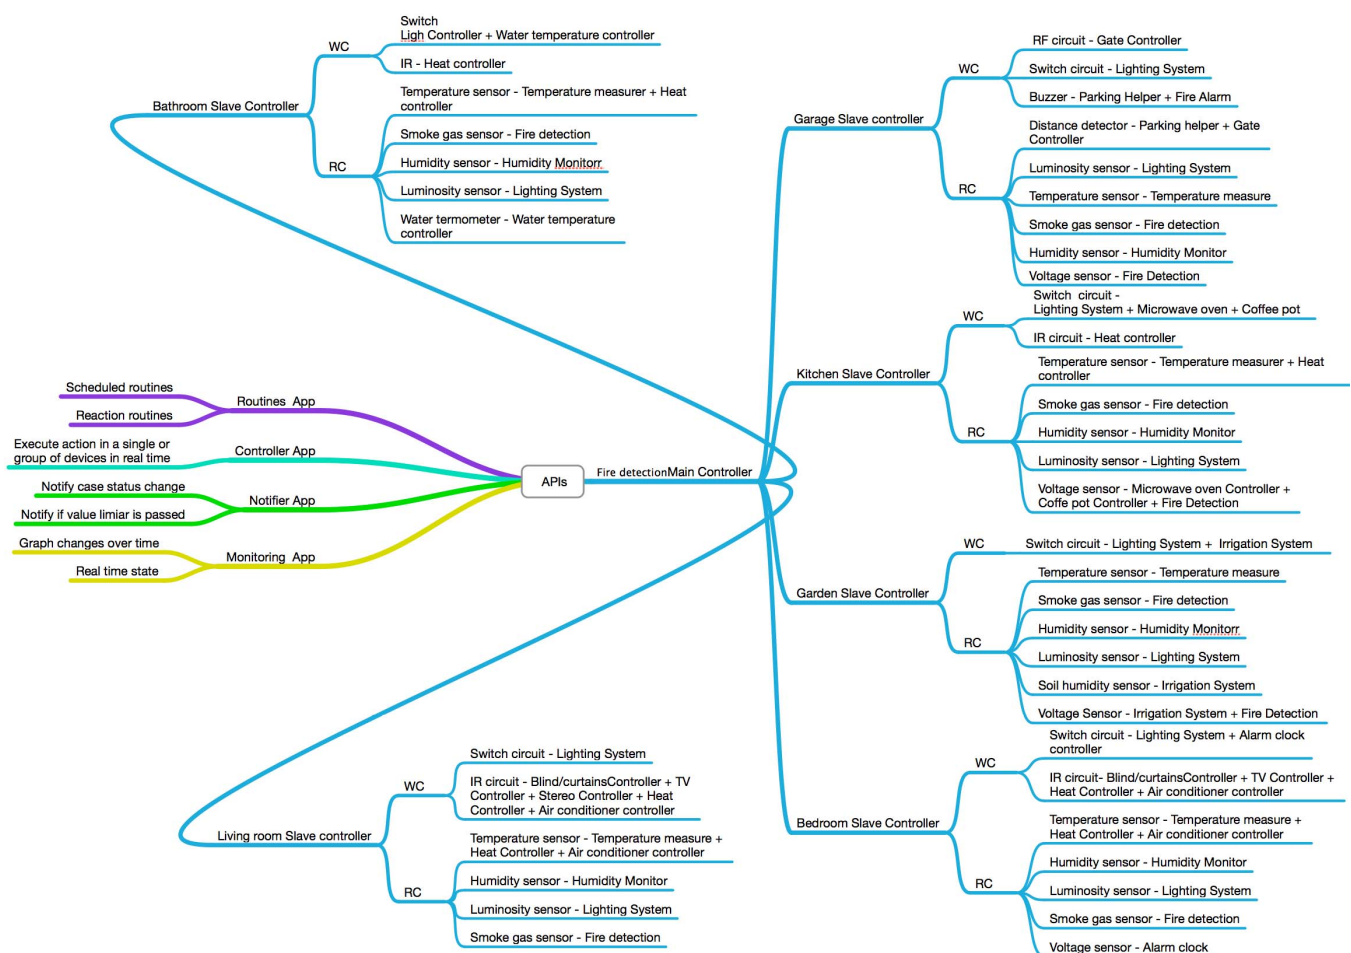 Switch
Ligh Controller + Water temperature controller
WC
IR - Heat controller
Bathroom Slave Controller
Temperature sensor - Temperature measurer + Heat
controller
Smoke gas sensor - Fire detection
RC
Humidity sensor - Humidity Monitorr
Luminosity sensor - Lighting System
Water termometer - Water temperature
controller
RF circuit - Gate Controller
WC
Switch circuit - Lighting System
Buzzer - Parking Helper + Fire Alarm
Garage Slave controller
Distance detector - Parking helper + Gate
Controller
Luminosity sensor - Lighting System
RC
Temperature sensor - Temperature measure
Smoke gas sensor - Fire detection
Humidity sensor - Humidity Monitor
Voltage sensor - Fire Detection
Switch  circuit -
Lighting System + Microwave oven + Coffee pot
WC
IR circuit - Heat controller
Kitchen Slave Controller
Temperature sensor - Temperature measurer + Heat
controller
Smoke gas sensor - Fire detection
RC
Humidity sensor - Humidity Monitor
Luminosity sensor - Lighting System
Voltage sensor - Microwave oven Controller +
Coffe pot Controller + Fire Detection
Scheduled routines
Routines  App
Reaction routines
Execute action in a single or
group of devices in real time
Controller App
Notify case status change
Notifier App
Notify if value limiar is passed
Graph changes over time
Monitoring  App
Real time state
APIs
Fire detectionMain Controller
WC
Switch circuit - Lighting System +  Irrigation System
Garden Slave Controller
Temperature sensor - Temperature measure
Smoke gas sensor - Fire detection
Humidity sensor - Humidity Monitorr
RC
Luminosity sensor - Lighting System
Soil humidity sensor - Irrigation System
Voltage Sensor - Irrigation System + Fire Detection
Switch circuit - Lighting System + Alarm clock
controller
WC
IR circuit- Blind/curtainsController + TV Controller +
Heat Controller + Air conditioner controller
Bedroom Slave Controller
Temperature sensor - Temperature measure +
Heat Controller + Air conditioner controller
Humidity sensor - Humidity Monitor
RC
Luminosity sensor - Lighting System
Smoke gas sensor - Fire detection
Voltage sensor - Alarm clock
Switch circuit - Lighting System
WC
IR circuit - Blind/curtainsController + TV
Controller + Stereo Controller + Heat
Controller + Air conditioner controller
Living room Slave controller
Temperature sensor - Temperature measure +
Heat Controller + Air conditioner controller
RC
Humidity sensor - Humidity Monitor
Luminosity sensor - Lighting System
Smoke gas sensor - Fire detection